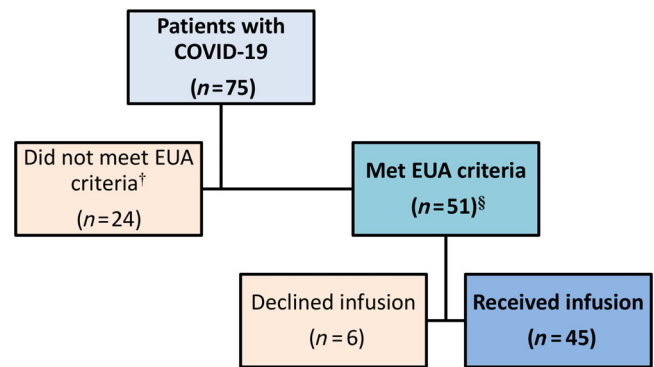 Patients with
COVID-19
(n=75)
Did not meet EUA
criteria†
(n=24)
Met EUA criteria
(n=51)§
Declined infusion
(n=6)
Received infusion
(n=45)